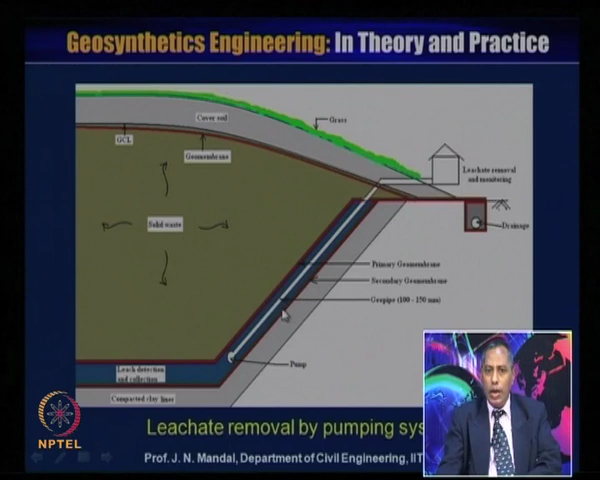 Geosynthetics Engineering: In Theory and Practice
Cover soil
Grass
GCL
Geomembrane
Leachate removal
and monitoring
Solid waste
Drainage
Primary Geomembrane
Secondary Geomembrane
Geopipe (100 - 150 mm)
Pump
Leach detection
and collection
Compacted clay liner
NPTEL
Leachate removal by pumping sys
Prof. J. N. Mandal, Department of Civil Engineering, IIT